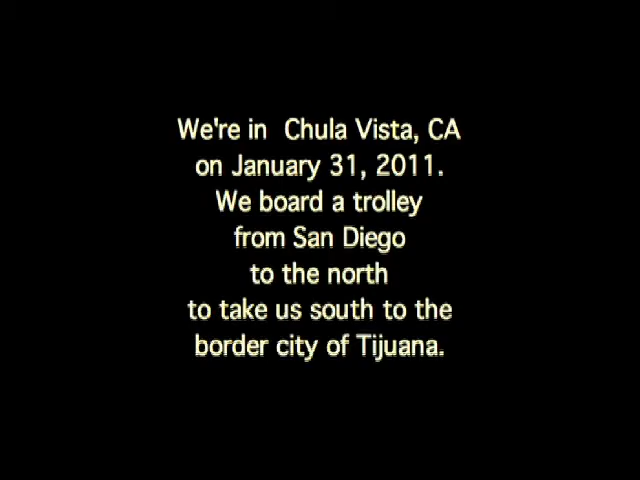 We're in  Chula Vista, CA
on January 31, 2011.
We board a trolley
from San Diego
to the north
to take us south to the
border city of Tijuana.